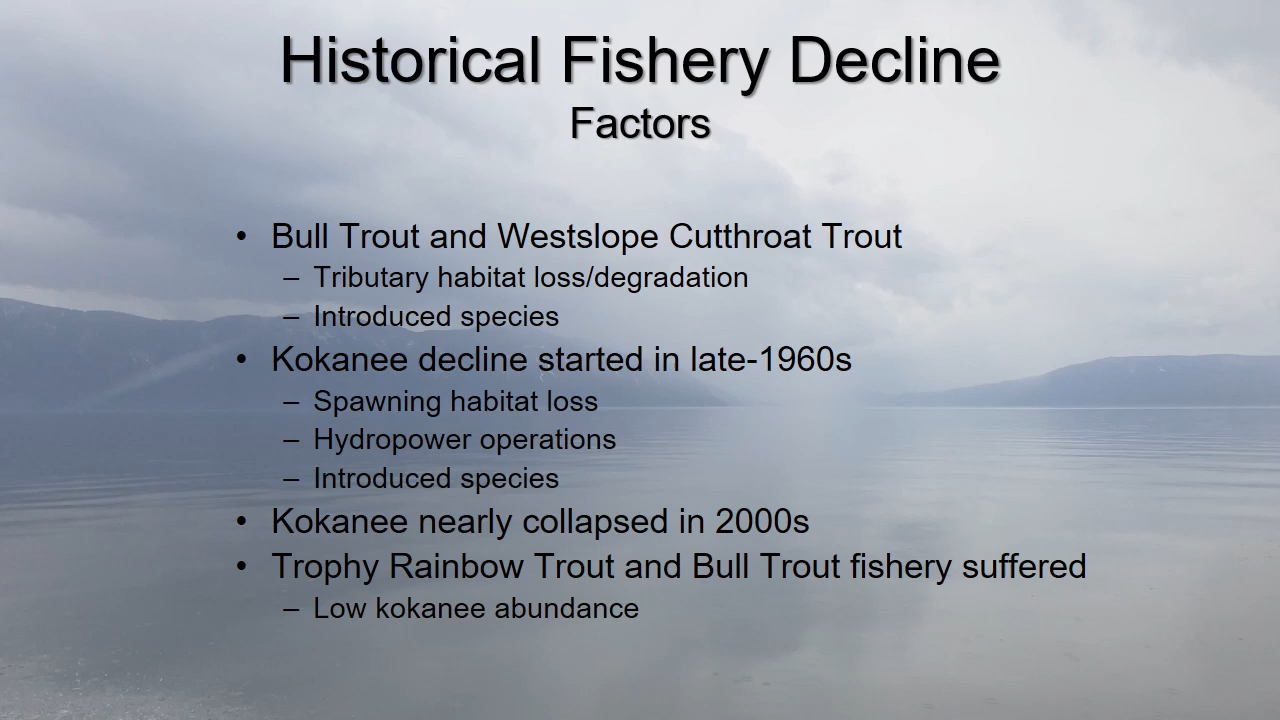 Historical Fishery Decline
Factors
• Bull Trout and Westslope Cutthroat Trout
– Tributary habitat loss/degradation
– Introduced species
• Kokanee decline started in late-1960s
– Spawning habitat loss
– Hydropower operations
– Introduced species
• Kokanee nearly collapsed in 2000s
• Trophy Rainbow Trout and Bull Trout fishery suffered
– Low kokanee abundance